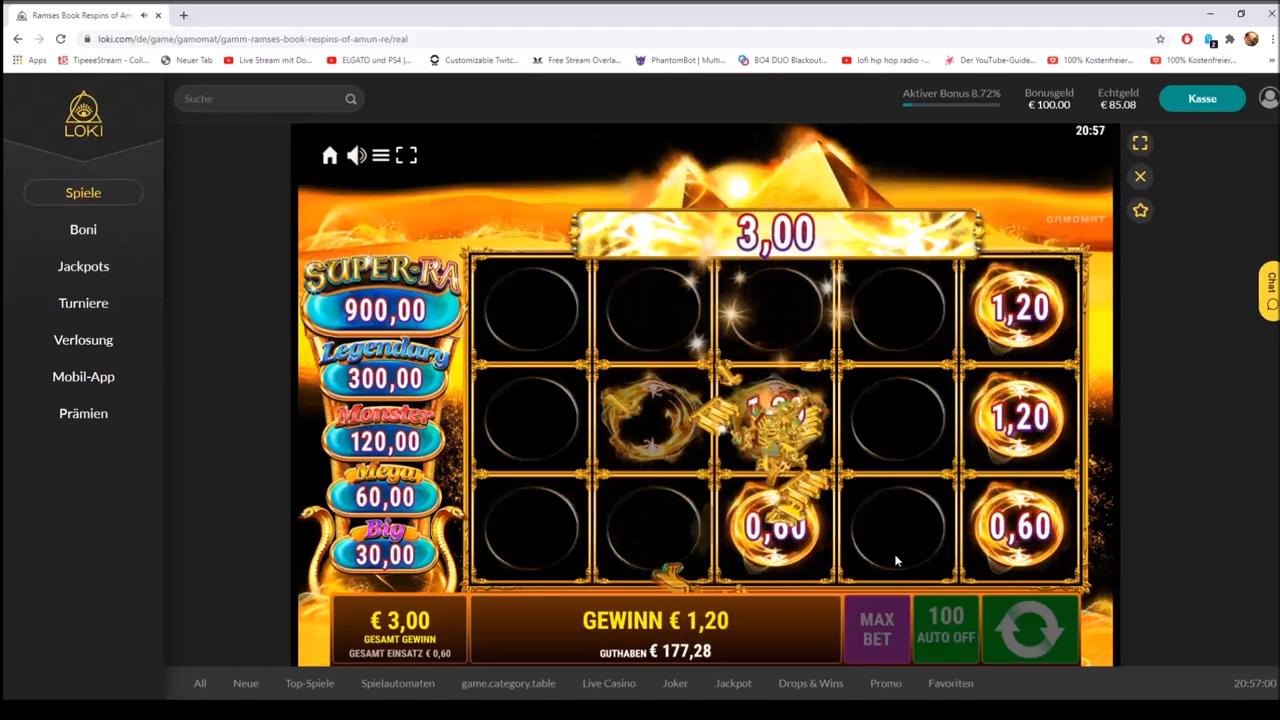 Ramses Book Respins of Amun
loki.com/de/game/gamomat/gamm-ramses-book-respins-of-amun-re/real
Apps TipeeeStream - Coll... Neuer Tab Live Stream mit Do... ELGATO und PS4 |... Customizable Twitc... Free Stream Overla... PhantomBot | Multi... BO4 DUO Blackout... lofi hip hop radio -... Der YouTube-Guide... 100% Kostenfreier... 100% Kostenfreier...
LOKI
Suche
Aktiver Bonus 8.72%
Bonusgeld
€ 100.00
Echtgeld
€ 85.08
Kasse
Spiele
Boni
Jackpots
Turniere
Verlosung
Mobil-App
Prämien
20:57
GAMOMAT
3,00
SUPER-RA
900,00
Legendary
300,00
Monster
120,00
Mega
60,00
Big
30,00
1,20
1,20
0,60
0,60
€ 3,00
GESAMT GEWINN
GESAMT EINSATZ € 0,60
GEWINN € 1,20
GUTHABEN € 177,28
MAX
BET
100
AUTO OFF
Chat
All Neue Top-Spiele Spielautomaten game.category.table Live Casino Joker Jackpot Drops & Wins Promo Favoriten 20:57:00